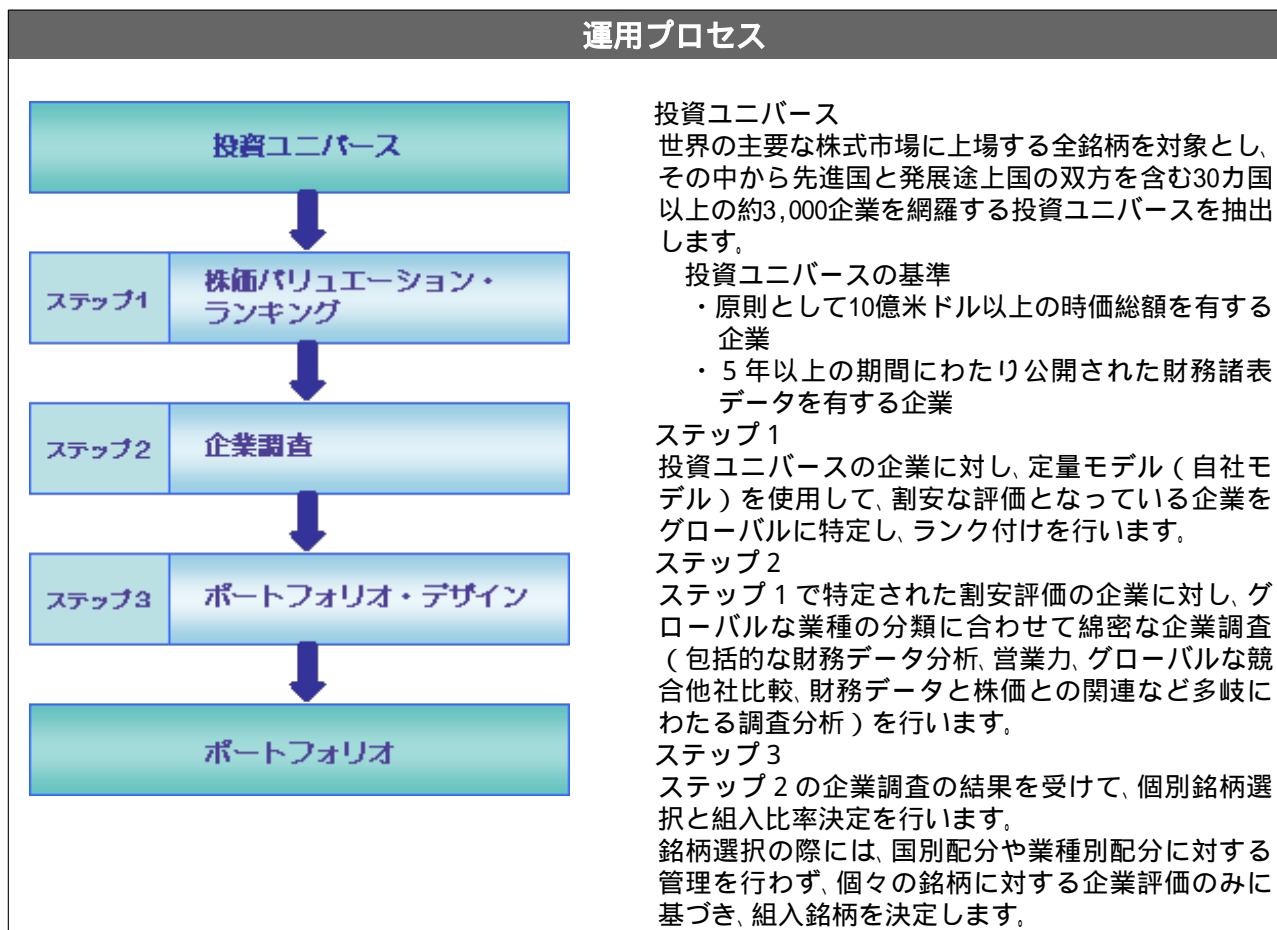 運用プロセス
投資ユニバース
ステップ1
株価バリュエーション・
ランキング
ステップ2
企業調査
ステップ3
ポートフォリオ・デザイン
ポートフォリオ
投資ユニバース
世界の主要な株式市場に上場する全銘柄を対象とし、
その中から先進国と発展途上国の双方を含む30カ国
以上の約3,000企業を網羅する投資ユニバースを抽出
します。
投資ユニバースの基準
・原則として10億米ドル以上の時価総額を有する
企業
・５年以上の期間にわたり公開された財務諸表
データを有する企業
ステップ１
投資ユニバースの企業に対し、定量モデル（自社モ
デル）を使用して、割安な評価となっている企業を
グローバルに特定し、ランク付けを行います。
ステップ２
ステップ１で特定された割安評価の企業に対し、グ
ローバルな業種の分類に合わせて綿密な企業調査
（包括的な財務データ分析、営業力、グローバルな競
合他社比較、財務データと株価との関連など多岐に
わたる調査分析）を行います。
ステップ３
ステップ２の企業調査の結果を受けて、個別銘柄選
択と組入比率決定を行います。
銘柄選択の際には、国別配分や業種別配分に対する
管理を行わず、個々の銘柄に対する企業評価のみに
基づき、組入銘柄を決定します。